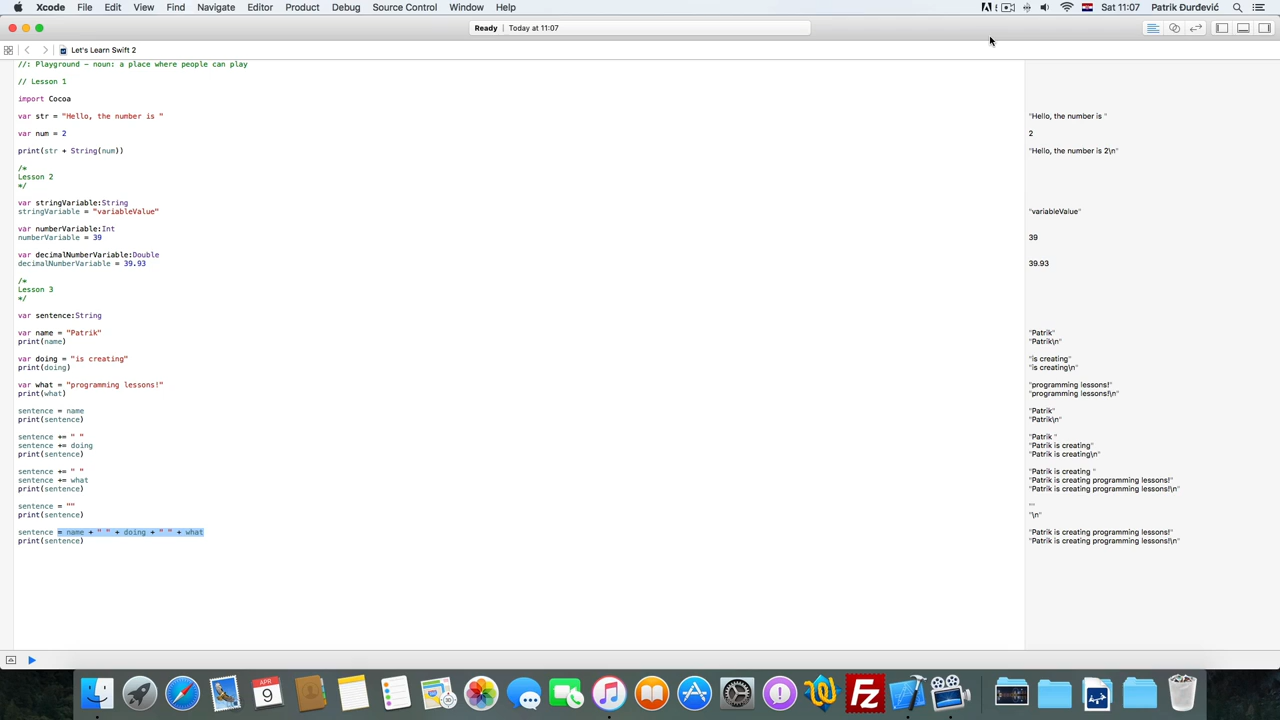 Xcode File Edit View Find Navigate Editor Product Debug Source Control Window Help Sat 11:07 Patrik Đurđević
Ready | Today at 11:07
Let's Learn Swift 2
//: Playground - noun: a place where people can play
// Lesson 1
import Cocoa
var str = "Hello, the number is " "Hello, the number is "
var num = 2 2
print(str + String(num)) "Hello, the number is 2\n"
/*
Lesson 2
*/
var stringVariable:String
stringVariable = "variableValue" "variableValue"
var numberVariable:Int
numberVariable = 39 39
var decimalNumberVariable:Double
decimalNumberVariable = 39.93 39.93
/*
Lesson 3
*/
var sentence:String
var name = "Patrik" "Patrik"
print(name) "Patrik\n"
var doing = "is creating" "is creating"
print(doing) "is creating\n"
var what = "programming lessons!" "programming lessons!"
print(what) "programming lessons!\n"
sentence = name "Patrik"
print(sentence) "Patrik\n"
sentence += " " "Patrik "
sentence += doing "Patrik is creating"
print(sentence) "Patrik is creating\n"
sentence += " " "Patrik is creating "
sentence += what "Patrik is creating programming lessons!"
print(sentence) "Patrik is creating programming lessons!\n"
sentence = "" ""
print(sentence) "\n"
sentence = name + " " + doing + " " + what "Patrik is creating programming lessons!"
print(sentence) "Patrik is creating programming lessons!\n"
APR
9
Fz